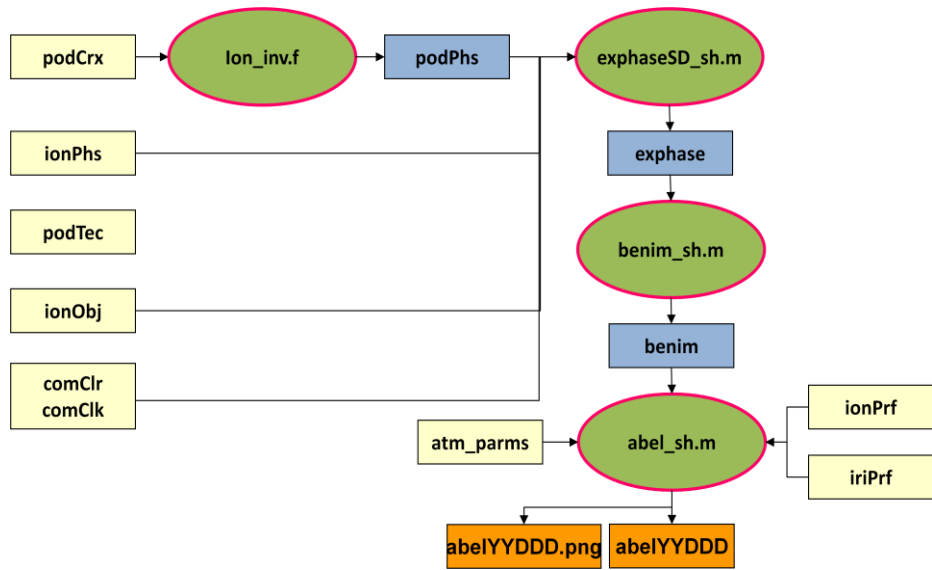 podCrx
Ion_inv.f
podPhs
exphaseSD_sh.m
ionPhs
exphase
podTec
benim_sh.m
ionObj
benim
comClr
comClk
ionPrf
atm_parms
abel_sh.m
iriPrf
abelYYDDD.png
abelYYDDD